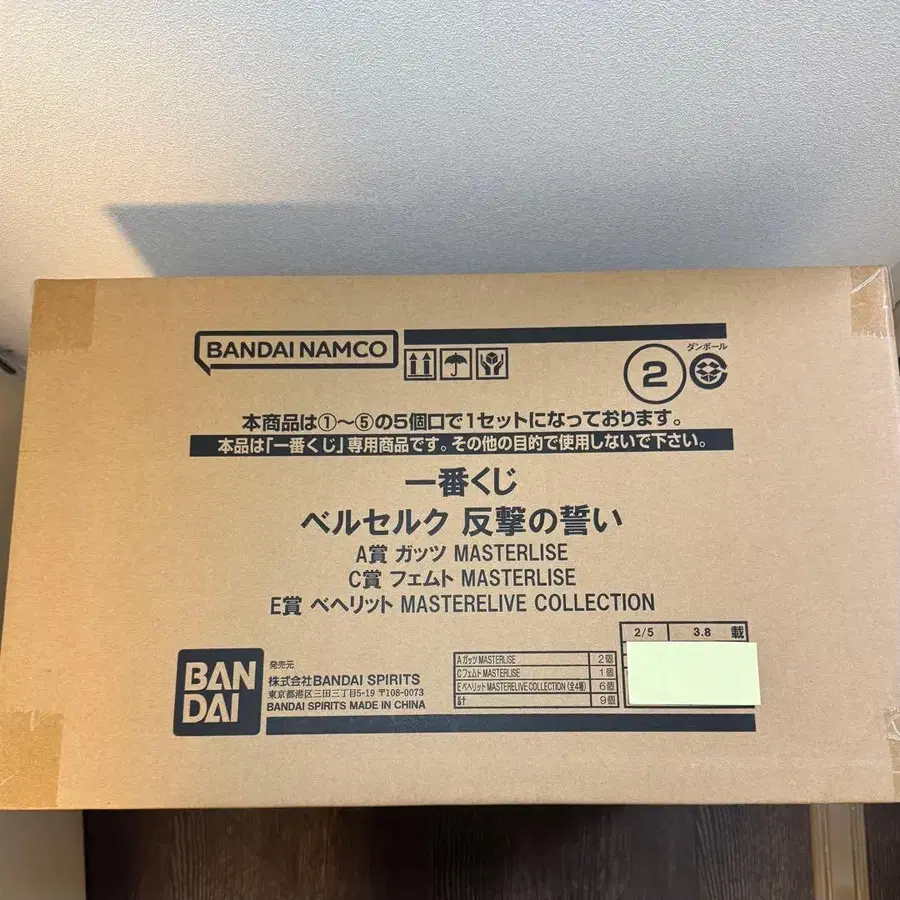 BANDAI NAMCO
ダンボール
2
本商品は①～⑤の5個口で1セットになっております。
本品は「一番くじ」専用商品です。その他の目的で使用しないで下さい。
一番くじ
ベルセルク 反撃の誓い
A賞 ガッツ MASTERLISE
C賞 フェムト MASTERLISE
E賞 ベヘリット MASTERELIVE COLLECTION
2/5 3.8 載
BAN
DAI
発売元
株式会社BANDAI SPIRITS
東京都港区三田三丁目5-19 〒108-0073
BANDAI SPIRITS MADE IN CHINA
A ガッツ MASTERLISE 2個
C フェムト MASTERLISE 1個
E ベヘリット MASTERELIVE COLLECTION (全4種) 6個
合計 9個